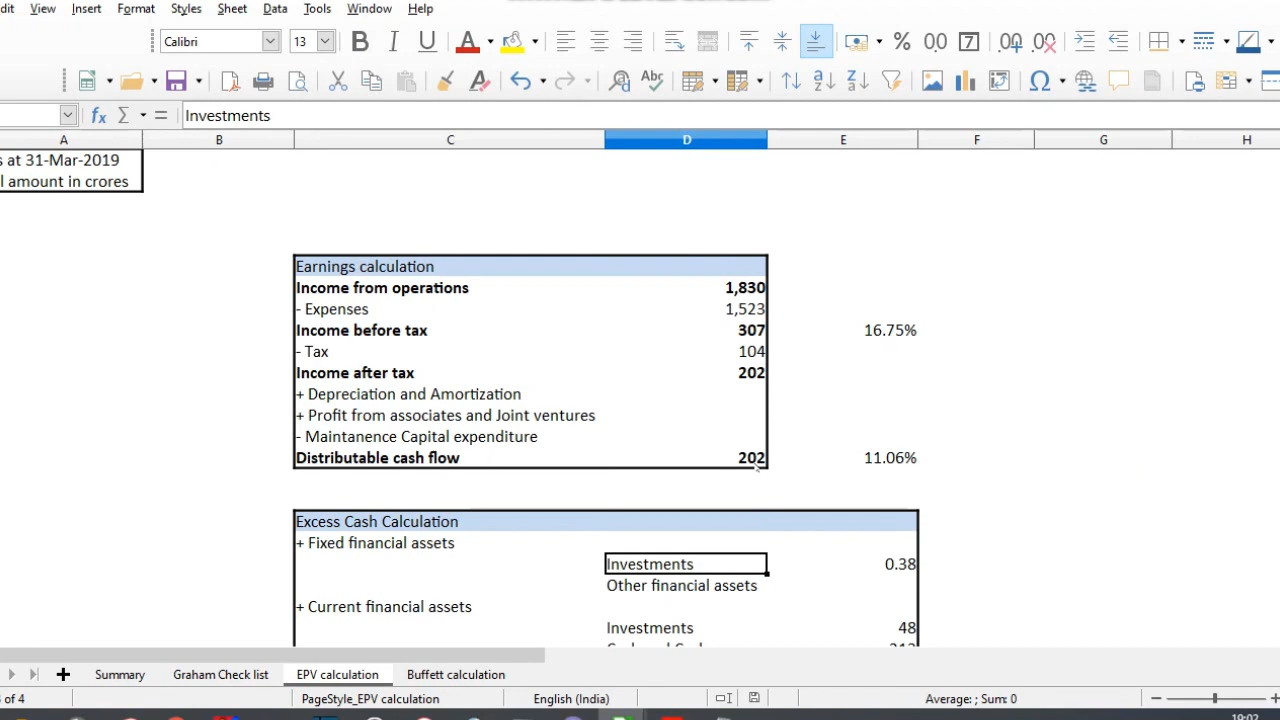 View Insert Format Styles Sheet Data Tools Window Help
Calibri 13
Investments
A B C D E F G H
at 31-Mar-2019
amount in crores
Earnings calculation
Income from operations 1,830
- Expenses 1,523
Income before tax 307 16.75%
- Tax 104
Income after tax 202
+ Depreciation and Amortization
+ Profit from associates and Joint ventures
- Maintanence Capital expenditure
Distributable cash flow 202 11.06%
Excess Cash Calculation
+ Fixed financial assets
Investments 0.38
Other financial assets
+ Current financial assets
Investments 48
Summary Graham Check list EPV calculation Buffett calculation
of 4 PageStyle_EPV calculation English (India) Average: ; Sum: 0
19:02